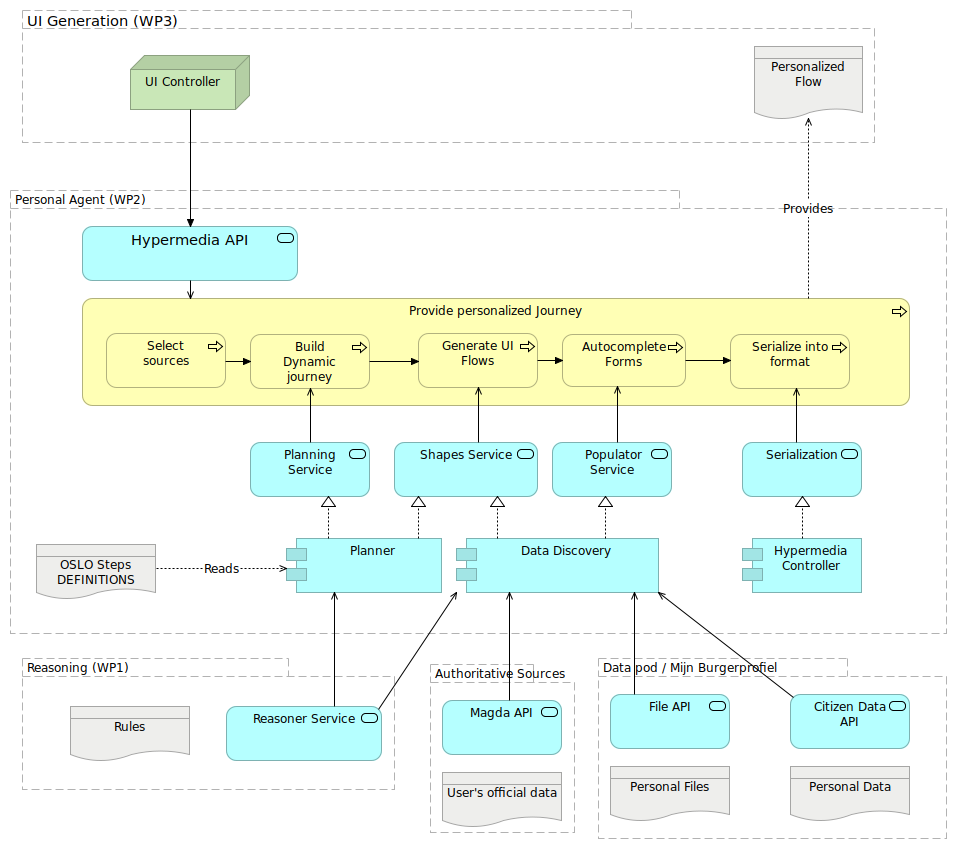 UI Generation (WP3)
UI Controller
Personalized
Flow
Personal Agent (WP2)
Provides
Hypermedia API
Provide personalized Journey
Select
sources
Build
Dynamic
journey
Generate UI
Flows
Autocomplete
Forms
Serialize into
format
Planning
Service
Shapes Service
Populator
Service
Serialization
OSLO Steps
DEFINITIONS
Reads
Planner
Data Discovery
Hypermedia
Controller
Reasoning (WP1)
Rules
Reasoner Service
Authoritative Sources
Magda API
User's official data
Data pod / Mijn Burgerprofiel
File API
Citizen Data
API
Personal Files
Personal Data